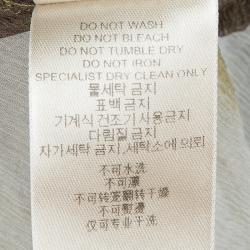 DO NOT WASH
DO NOT BLEACH
DO NOT TUMBLE DRY
DO NOT IRON
SPECIALIST DRY CLEAN ONLY
물세탁 금지
표백 금지
기계식 건조기 사용금지
다림질 금지
자가세탁 금지, 세탁소에 의뢰
不可水洗
不可漂
不可转笼翻转干燥
不可熨烫
仅可专业干洗